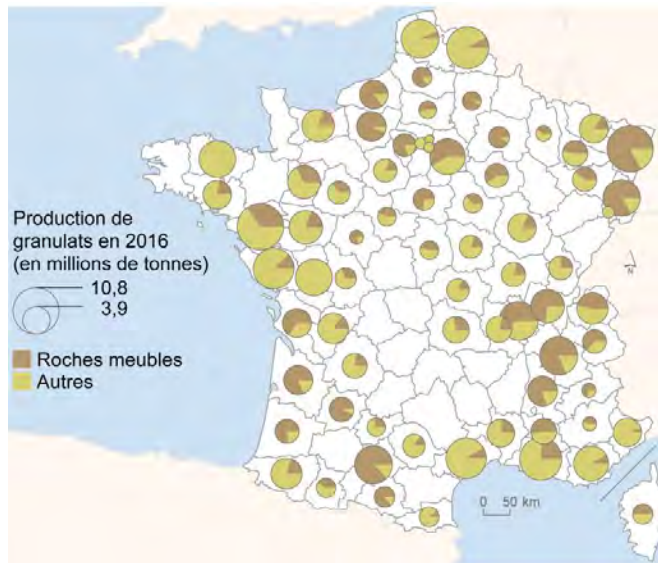 Production de
granulats en 2016
(en millions de tonnes)
10,8
3,9
Roches meubles
Autres
N
0 50 km